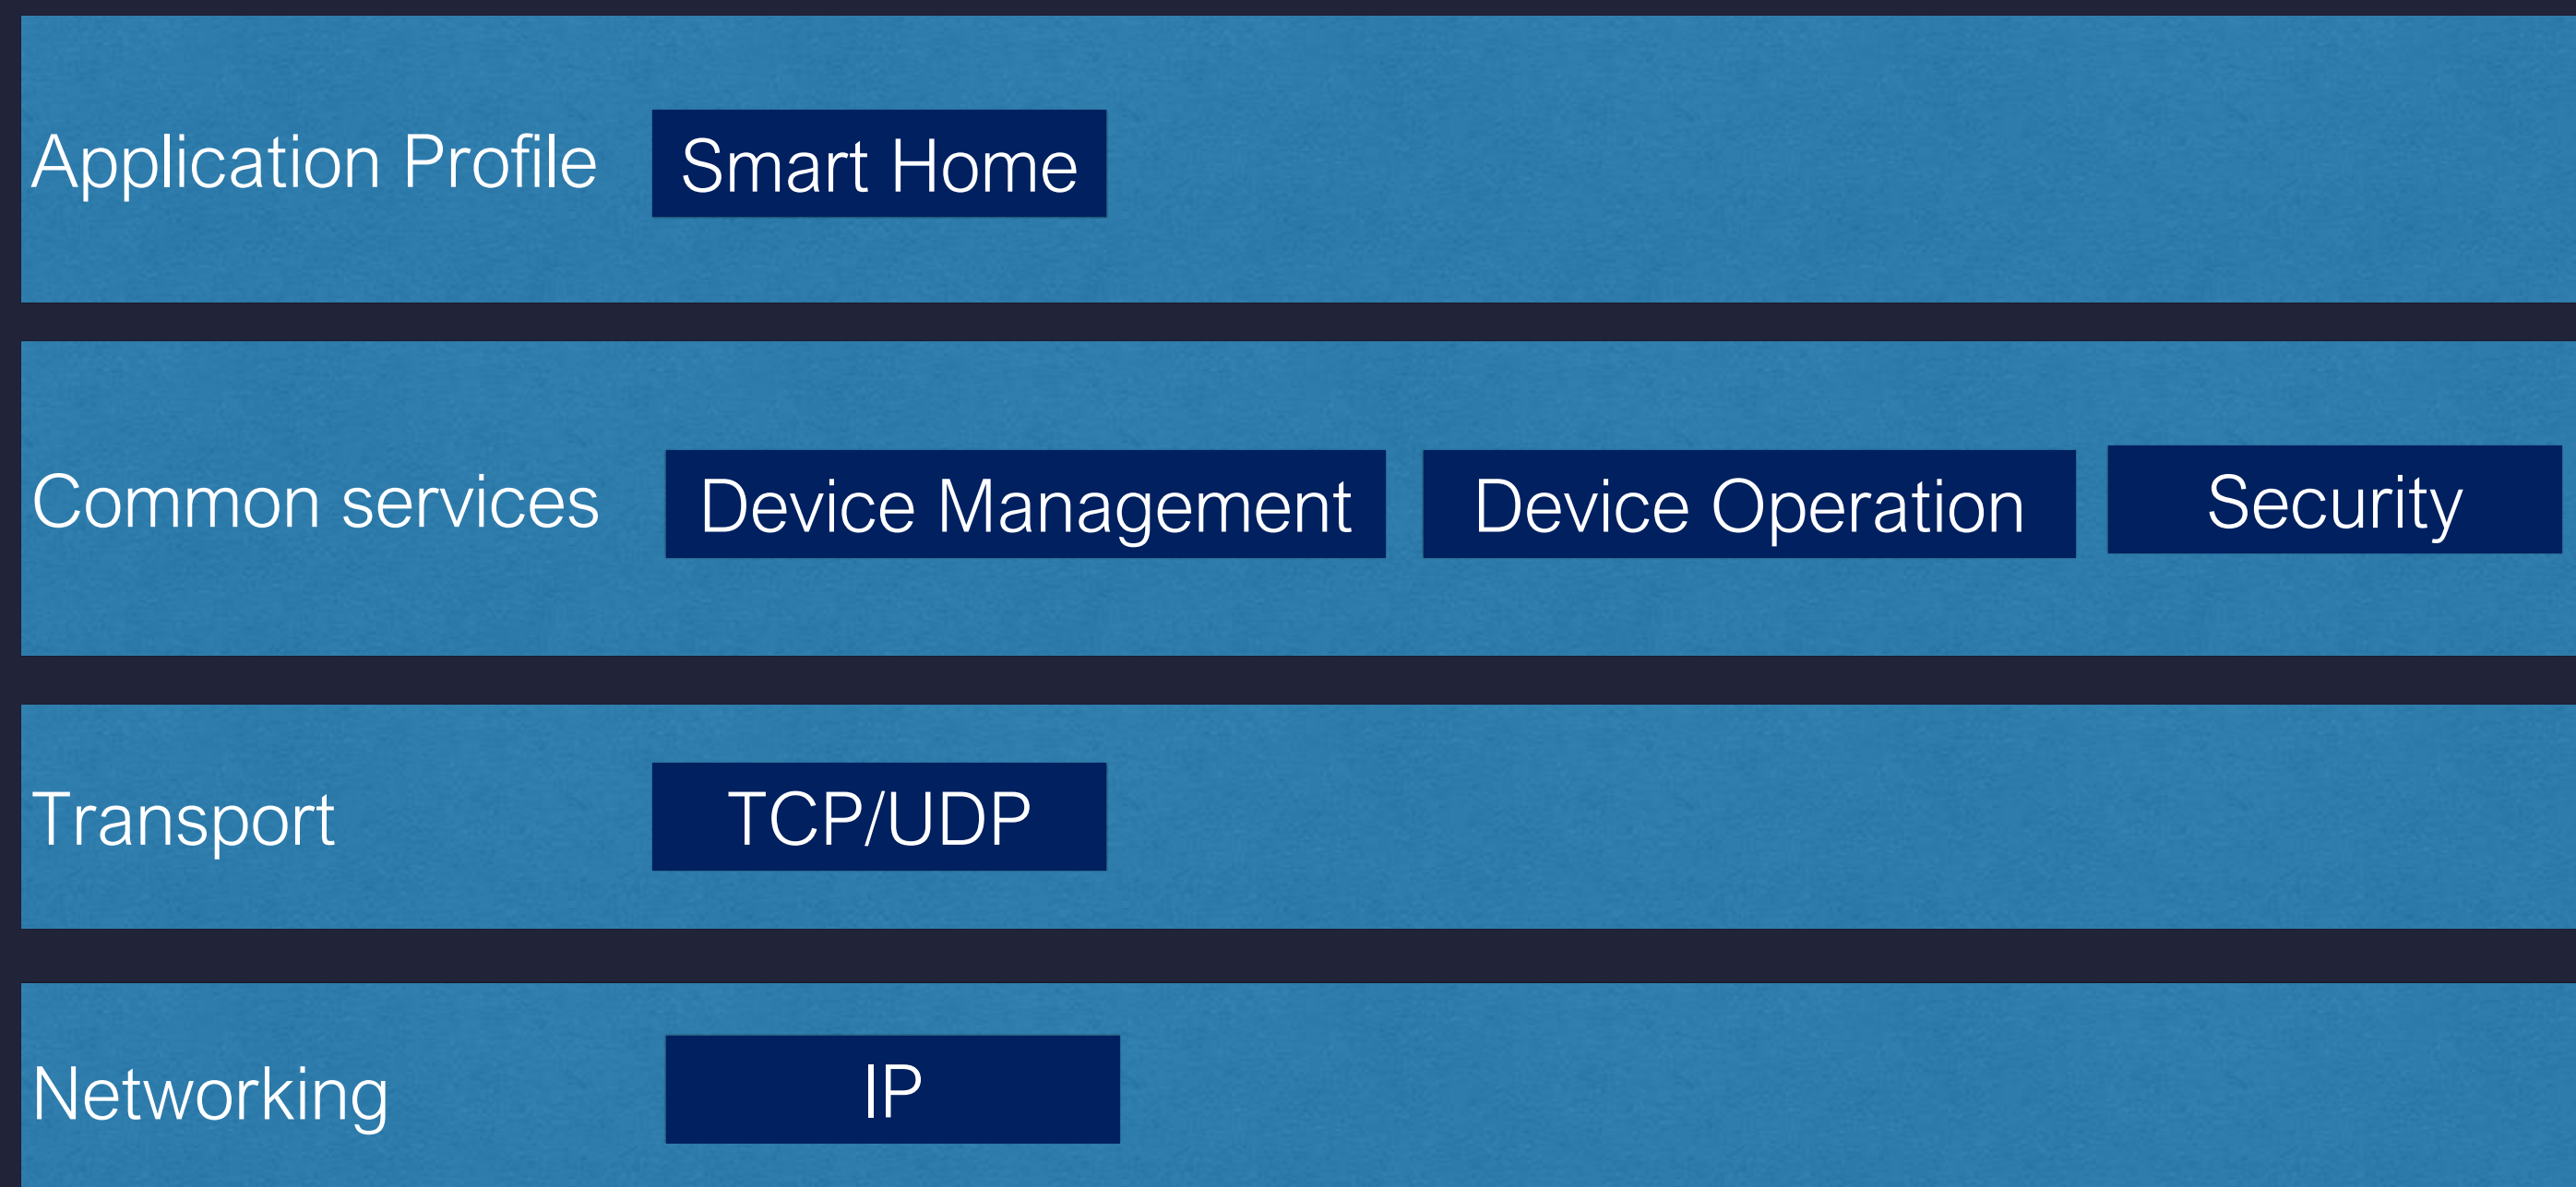 Application Profile Smart Home
Common services Device Management Device Operation Security
Transport TCP/UDP
Networking IP